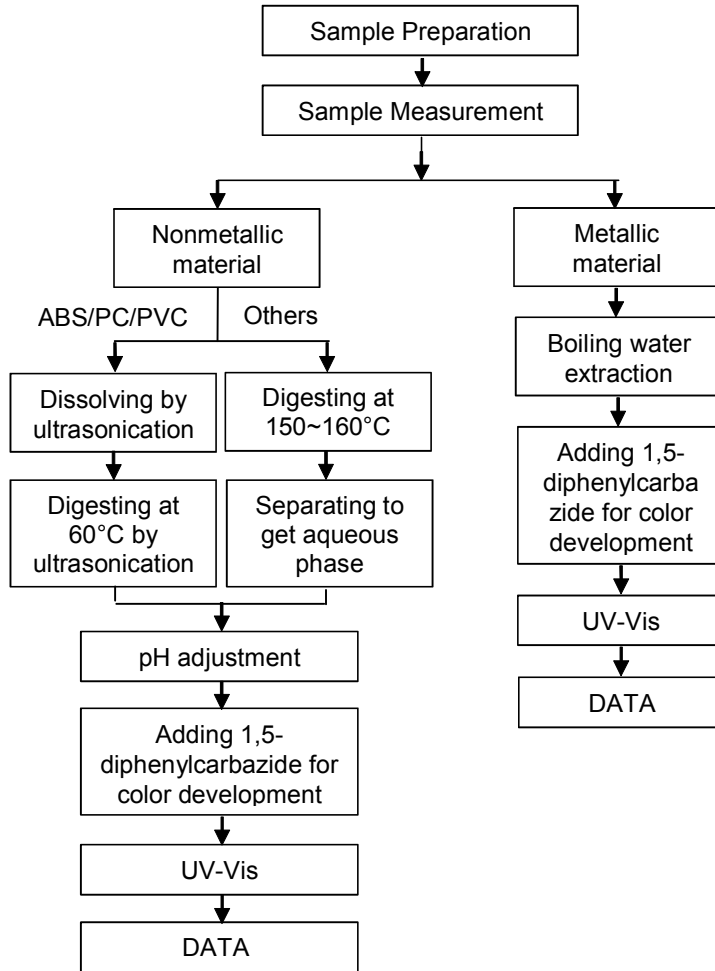 Sample Preparation
Sample Measurement
Nonmetallic
material
ABS/PC/PVC
Others
Dissolving by
ultrasonication
Digesting at
150~160°C
Digesting at
60°C by
ultrasonication
Separating to
get aqueous
phase
pH adjustment
Adding 1,5-
diphenylcarbazide for
color development
UV-Vis
DATA
Metallic
material
Boiling water
extraction
Adding 1,5-
diphenylcarba
zide for color
development
UV-Vis
DATA